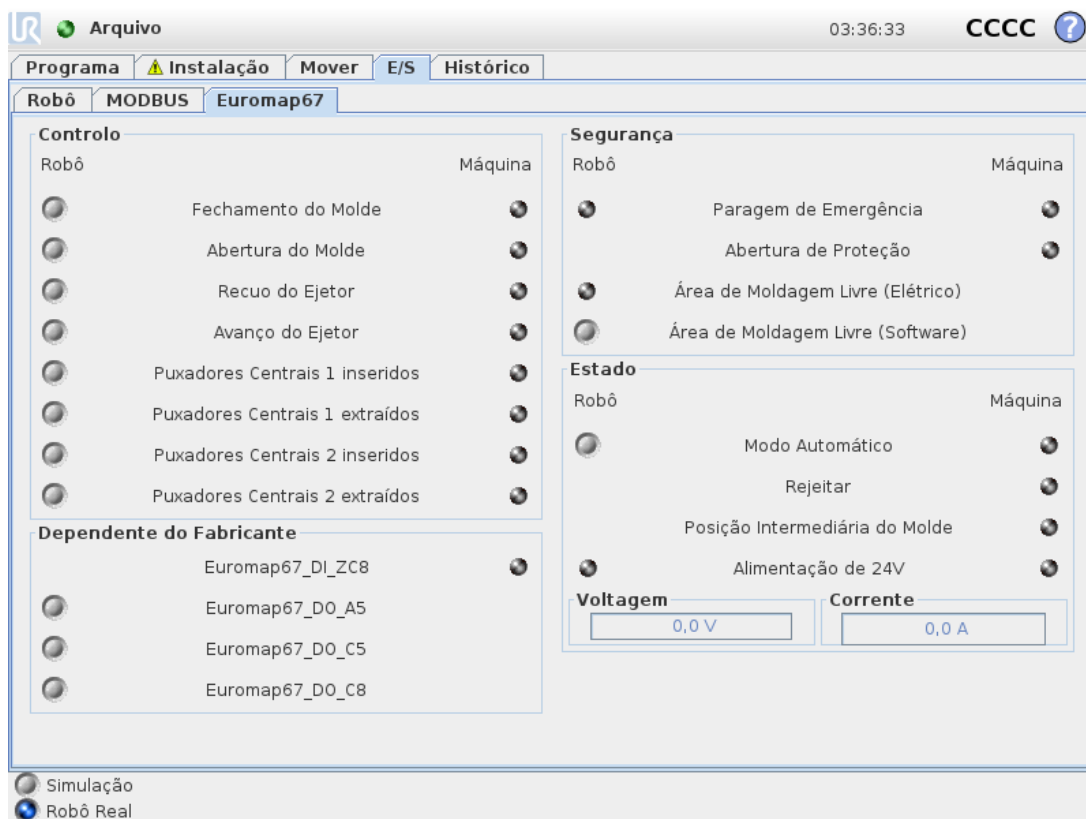 UR Arquivo 03:36:33 CCCC ?
Programa Instalação Mover E/S Histórico
Robô MODBUS Euromap67
Controlo
Robô Máquina
Fechamento do Molde
Abertura do Molde
Recuo do Ejetor
Avanço do Ejetor
Puxadores Centrais 1 inseridos
Puxadores Centrais 1 extraídos
Puxadores Centrais 2 inseridos
Puxadores Centrais 2 extraídos
Dependente do Fabricante
Euromap67_DI_ZC8
Euromap67_DO_A5
Euromap67_DO_C5
Euromap67_DO_C8
Segurança
Robô Máquina
Paragem de Emergência
Abertura de Proteção
Área de Moldagem Livre (Elétrico)
Área de Moldagem Livre (Software)
Estado
Robô Máquina
Modo Automático
Rejeitar
Posição Intermediária do Molde
Alimentação de 24V
Voltagem Corrente
0,0 V 0,0 A
Simulação
Robô Real